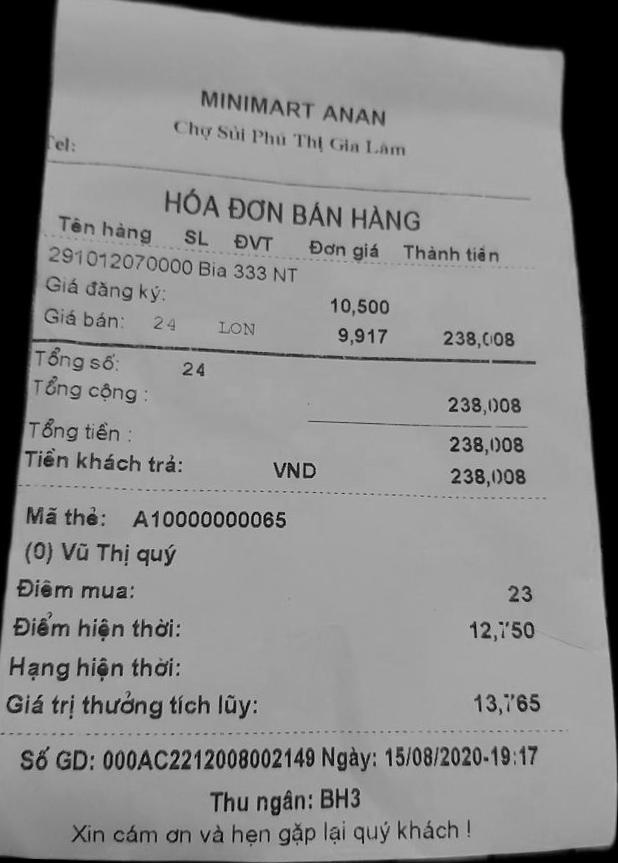 MINIMART ANAN
Chợ Sủi Phú Thị Gia Lâm
Tel:
HÓA ĐƠN BÁN HÀNG
Tên hàng SL ĐVT Đơn giá Thành tiền
291012070000 Bia 333 NT
Giá đăng ký: 10,500
Giá bán: 24 LON 9,917 238,008
Tổng số: 24
Tổng cộng : 238,008
Tổng tiền : 238,008
Tiền khách trả: VND 238,008
Mã thẻ: A10000000065
(0) Vũ Thị quý
Điểm mua: 23
Điểm hiện thời: 12,750
Hạng hiện thời:
Giá trị thưởng tích lũy: 13,765
Số GD: 000AC2212008002149 Ngày: 15/08/2020-19:17
Thu ngân: BH3
Xin cám ơn và hẹn gặp lại quý khách !